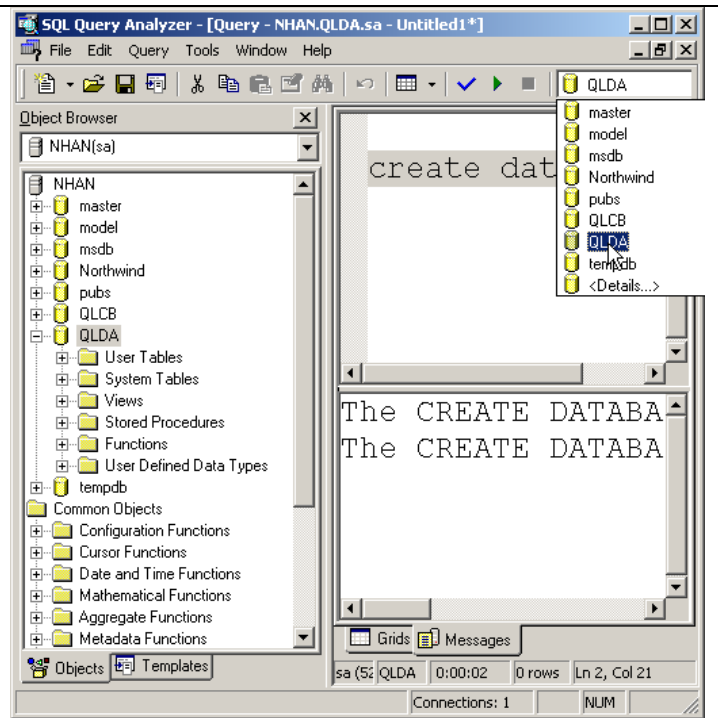 SQL Query Analyzer - [Query - NHAN.QLDA.sa - Untitled1*]
File Edit Query Tools Window Help
QLDA
Object Browser
NHAN(sa)
NHAN
master
model
msdb
Northwind
pubs
QLCB
QLDA
User Tables
System Tables
Views
Stored Procedures
Functions
User Defined Data Types
tempdb
Common Objects
Configuration Functions
Cursor Functions
Date and Time Functions
Mathematical Functions
Aggregate Functions
Metadata Functions
Objects Templates
create dat
master
model
msdb
Northwind
pubs
QLCB
QLDA
tempdb
<Details...>
The CREATE DATABA
The CREATE DATABA
Grids Messages
sa (52 QLDA 0:00:02 0 rows Ln 2, Col 21
Connections: 1 NUM